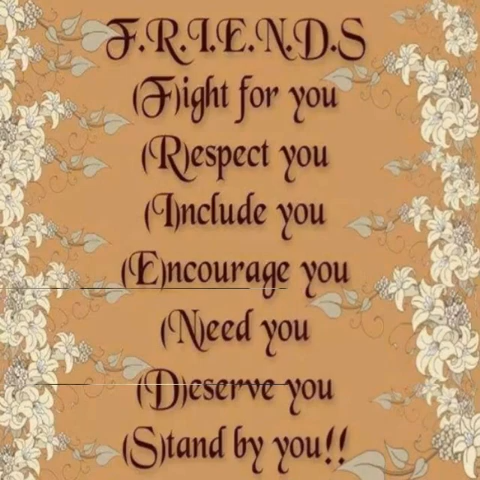 F.R.I.E.N.D.S
(F)ight for you
(R)espect you
(I)nclude you
(E)ncourage you
(N)eed you
(D)eserve you
(S)tand by you!!